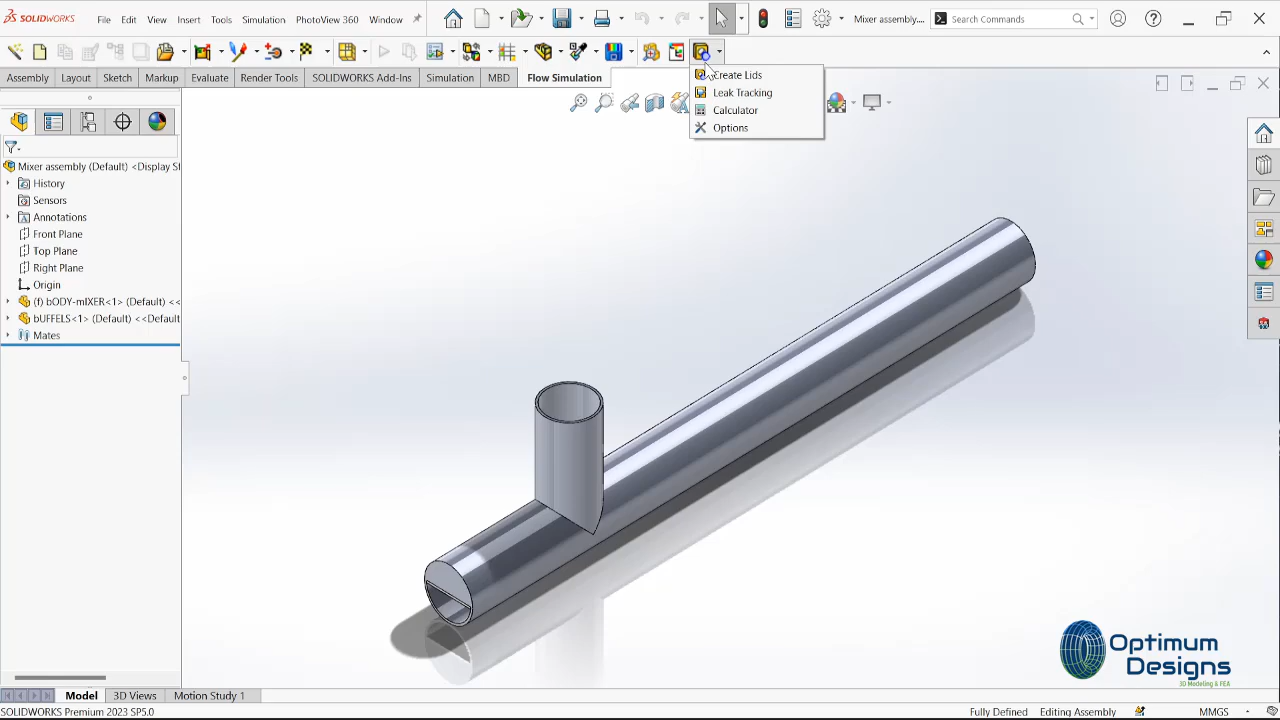 SOLIDWORKS File Edit View Insert Tools Simulation PhotoView 360 Window Mixer assembly... Search Commands
Assembly Layout Sketch Markup Evaluate Render Tools SOLIDWORKS Add-Ins Simulation MBD Flow Simulation
Create Lids
Leak Tracking
Calculator
Options
Mixer assembly (Default) <Display St
History
Sensors
Annotations
Front Plane
Top Plane
Right Plane
Origin
(f) bODY-mIXER<1> (Default) <<
bUFFELS<1> (Default) <<Default
Mates
Optimum
Designs
3D Modeling & FEA
Model 3D Views Motion Study 1
SOLIDWORKS Premium 2023 SP5.0 Fully Defined Editing Assembly MMGS